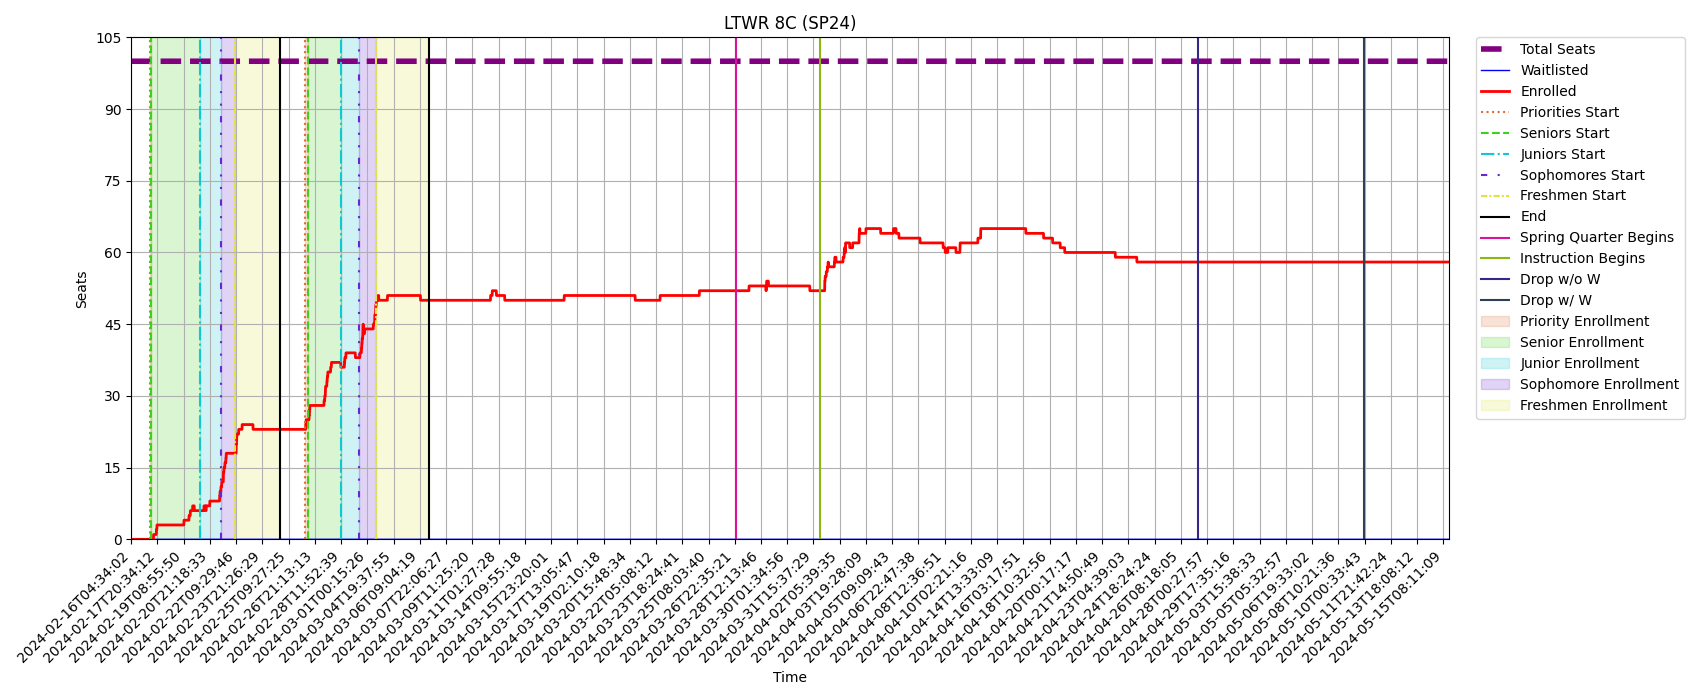 LTWR 8C (SP24)
105
90
75
60
45
30
15
0
Seats
2024-02-16T04:34:02
2024-02-17T20:34:12
2024-02-19T08:55:50
2024-02-20T21:18:33
2024-02-22T09:29:46
2024-02-23T21:26:29
2024-02-25T09:27:25
2024-02-26T21:13:13
2024-02-28T11:52:39
2024-03-01T00:15:26
2024-03-04T19:37:55
2024-03-06T09:04:19
2024-03-07T22:06:27
2024-03-11T01:27:28
2024-03-14T09:55:18
2024-03-15T23:20:01
2024-03-17T13:05:47
2024-03-19T02:10:18
2024-03-20T15:48:34
2024-03-22T05:08:12
2024-03-23T18:24:41
2024-03-25T08:03:40
2024-03-26T22:35:21
2024-03-28T12:13:46
2024-03-30T01:34:56
2024-03-31T15:37:29
2024-04-02T05:39:35
2024-04-03T19:28:09
2024-04-05T09:09:43
2024-04-06T22:47:38
2024-04-08T12:36:51
2024-04-10T02:21:16
2024-04-14T13:33:09
2024-04-16T03:17:51
2024-04-18T10:32:56
2024-04-20T00:17:17
2024-04-21T14:50:49
2024-04-23T04:39:03
2024-04-24T18:24:24
2024-04-26T08:18:05
2024-04-28T00:27:57
2024-04-29T17:35:16
2024-05-03T15:38:33
2024-05-05T05:32:57
2024-05-06T19:33:02
2024-05-08T10:21:36
2024-05-10T00:33:43
2024-05-11T21:42:24
2024-05-13T18:08:12
2024-05-15T08:11:09
Time
Total Seats
Waitlisted
Enrolled
Priorities Start
Seniors Start
Juniors Start
Sophomores Start
Freshmen Start
End
Spring Quarter Begins
Instruction Begins
Drop w/o W
Drop w/ W
Priority Enrollment
Senior Enrollment
Junior Enrollment
Sophomore Enrollment
Freshmen Enrollment